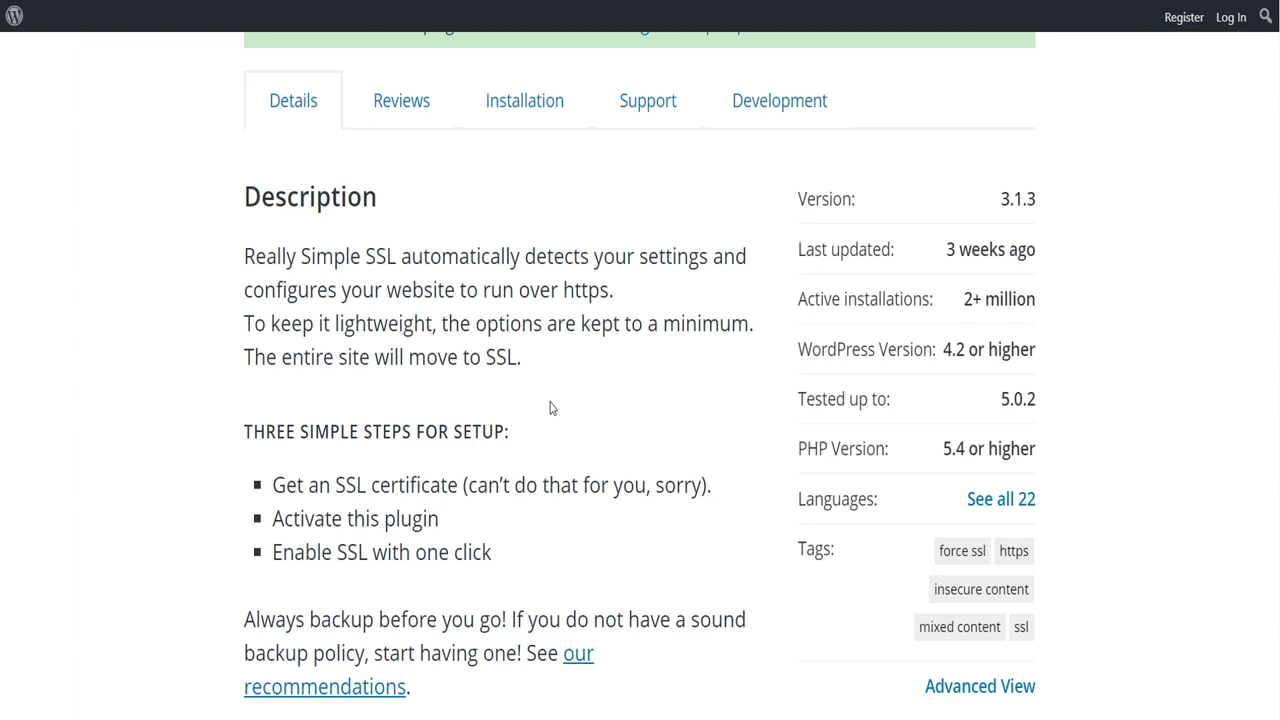 Register Log In
Details Reviews Installation Support Development
Description
Really Simple SSL automatically detects your settings and
configures your website to run over https.
To keep it lightweight, the options are kept to a minimum.
The entire site will move to SSL.
THREE SIMPLE STEPS FOR SETUP:
Get an SSL certificate (can’t do that for you, sorry).
Activate this plugin
Enable SSL with one click
Always backup before you go! If you do not have a sound
backup policy, start having one! See our
recommendations.
Version: 3.1.3
Last updated: 3 weeks ago
Active installations: 2+ million
WordPress Version: 4.2 or higher
Tested up to: 5.0.2
PHP Version: 5.4 or higher
Languages: See all 22
Tags: force ssl https
insecure content
mixed content ssl
Advanced View